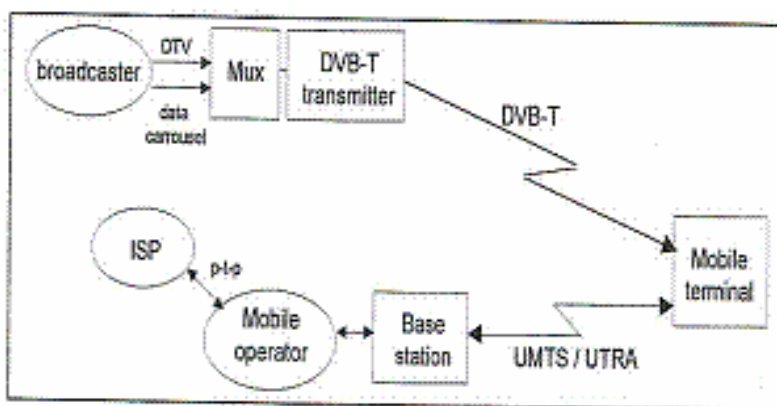 DTV
broadcaster
data
carrousel
Mux
DVB-T
transmitter
DVB-T
ISP
p-t-p
Mobile
operator
Base
station
UMTS / UTRA
Mobile
terminal